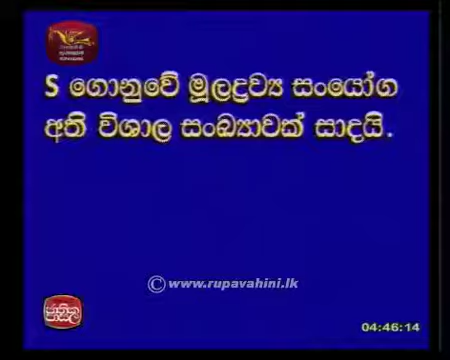 S ගොනුවේ මූලද්‍රව්‍ය සංයෝග
අති විශාල සංඛ්‍යාවක් සාදයි.
© www.rupavahini.lk
04:46:14